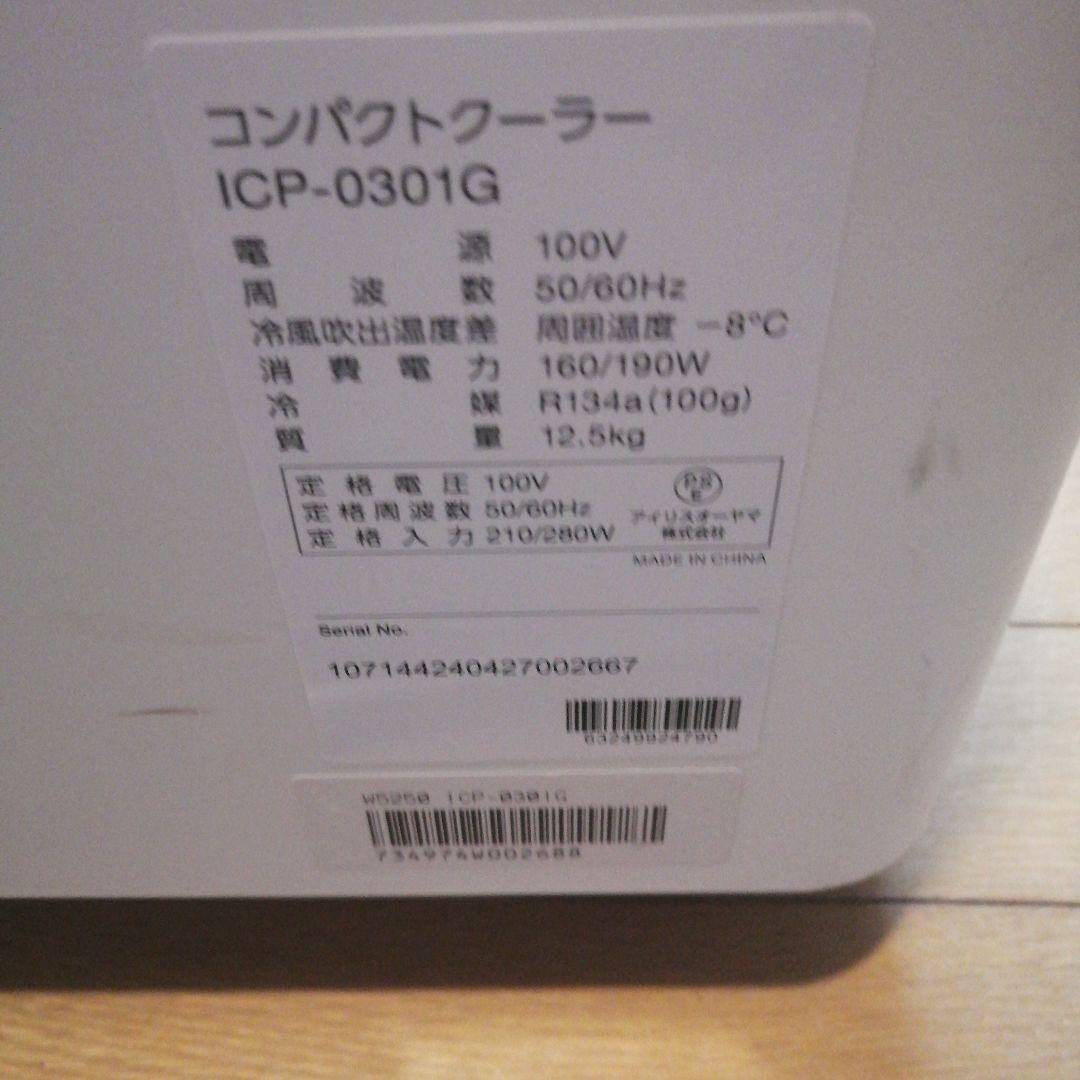 コンパクトクーラー
ICP-0301G
電源 100V
周波数 50/60Hz
冷風吹出温度差 周囲温度 -8℃
消費電力 160/190W
冷媒 R134a(100g)
質量 12.5kg
定格電圧 100V
定格周波数 50/60Hz
定格入力 210/280W
PSE
アイリスオーヤマ
株式会社
MADE IN CHINA
Serial No.
107144240427002667
63249824790
W5250 ICP-0301G
734974W002688